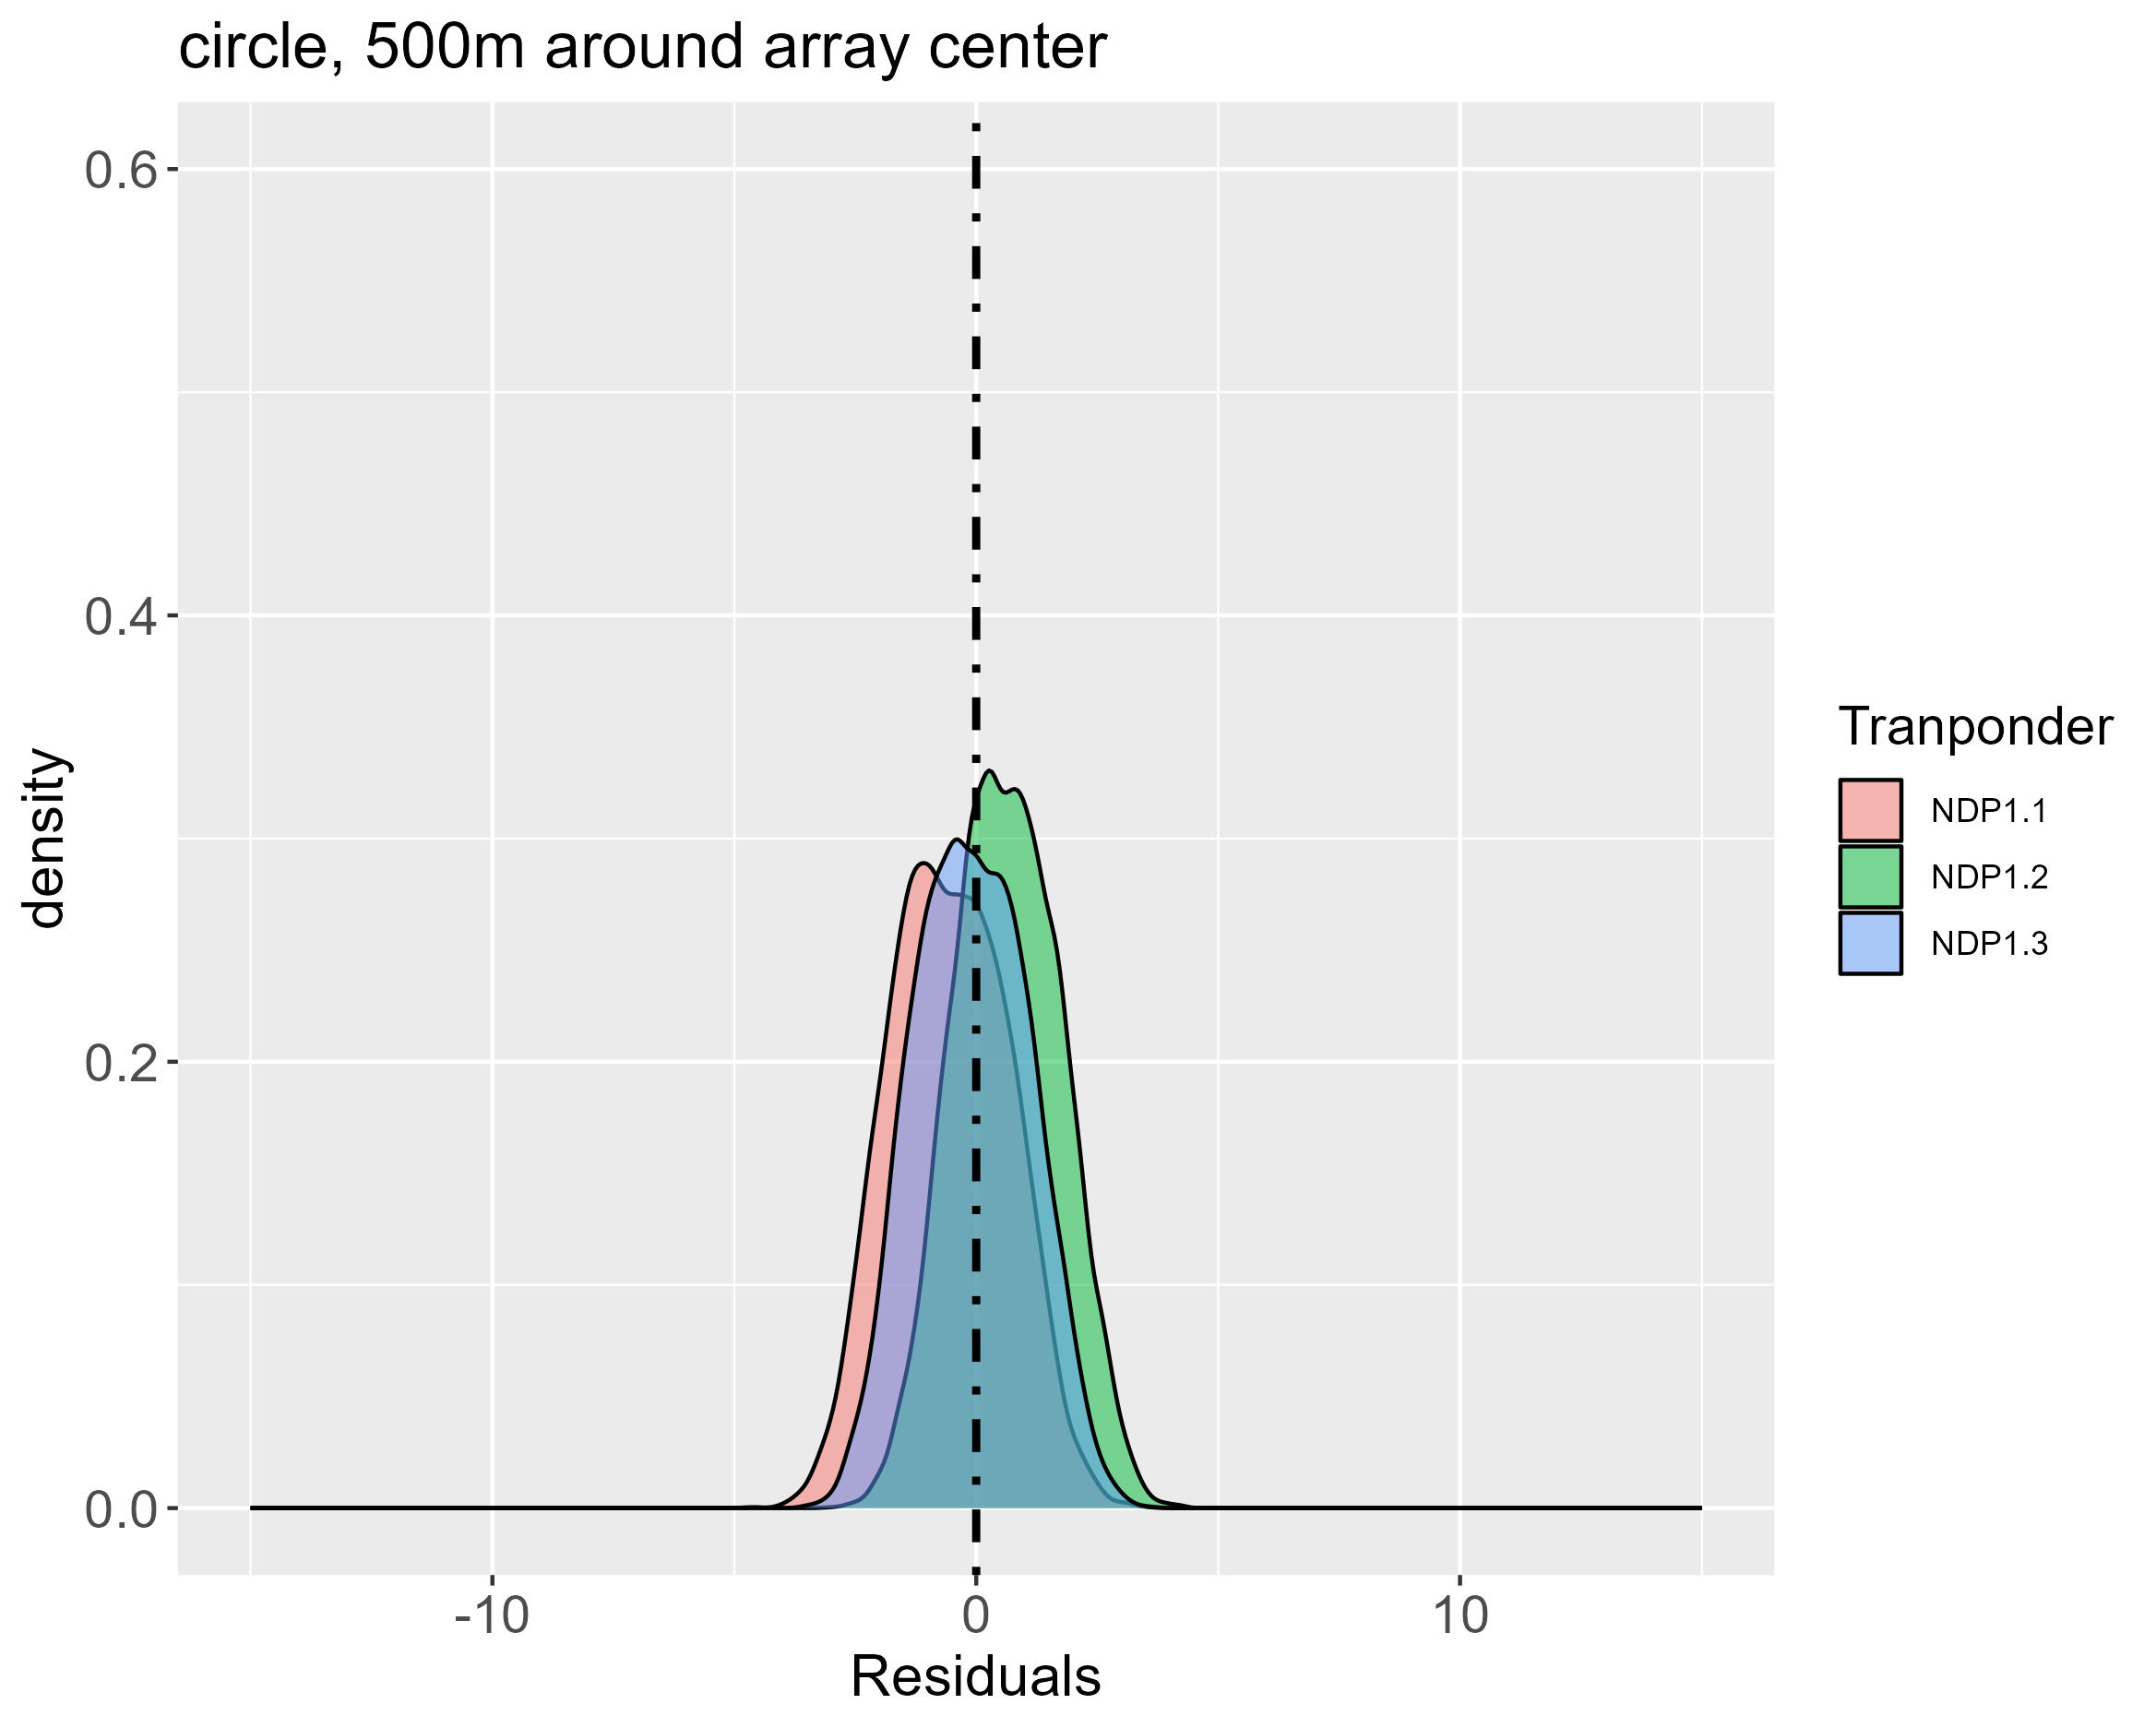 circle, 500m around array center
0.6
0.4
0.2
0.0
density
-10 0 10
Residuals
Tranponder
NDP1.1
NDP1.2
NDP1.3